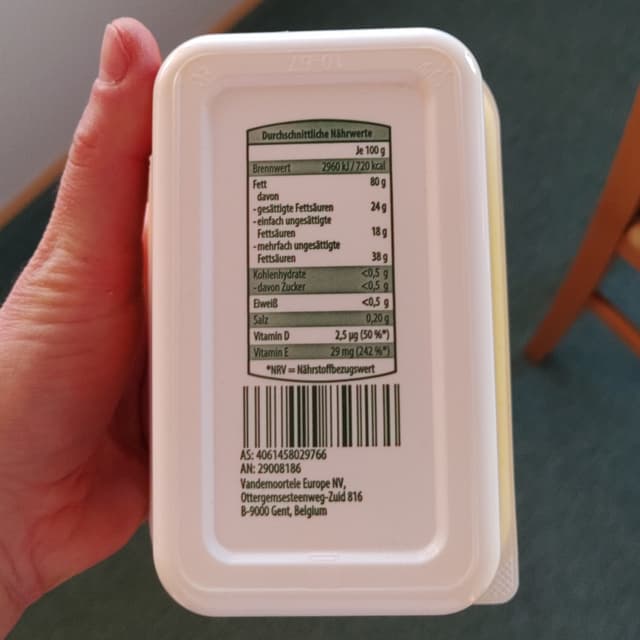 Durchschnittliche Nährwerte
Je 100 g
Brennwert 2960 kJ / 720 kcal
Fett 80 g
davon
-gesättigte Fettsäuren 24 g
-einfach ungesättigte
Fettsäuren 18 g
-mehrfach ungesättigte
Fettsäuren 38 g
Kohlenhydrate <0,5 g
-davon Zucker <0,5 g
Eiweiß <0,5 g
Salz 0,20 g
Vitamin D 2,5 µg (50 %*)
Vitamin E 29 mg (242 %*)
*NRV = Nährstoffbezugswert
AS: 4061458029766
AN: 29008186
Vandemoortele Europe NV,
Ottergemsesteenweg-Zuid 816
B-9000 Gent, Belgium